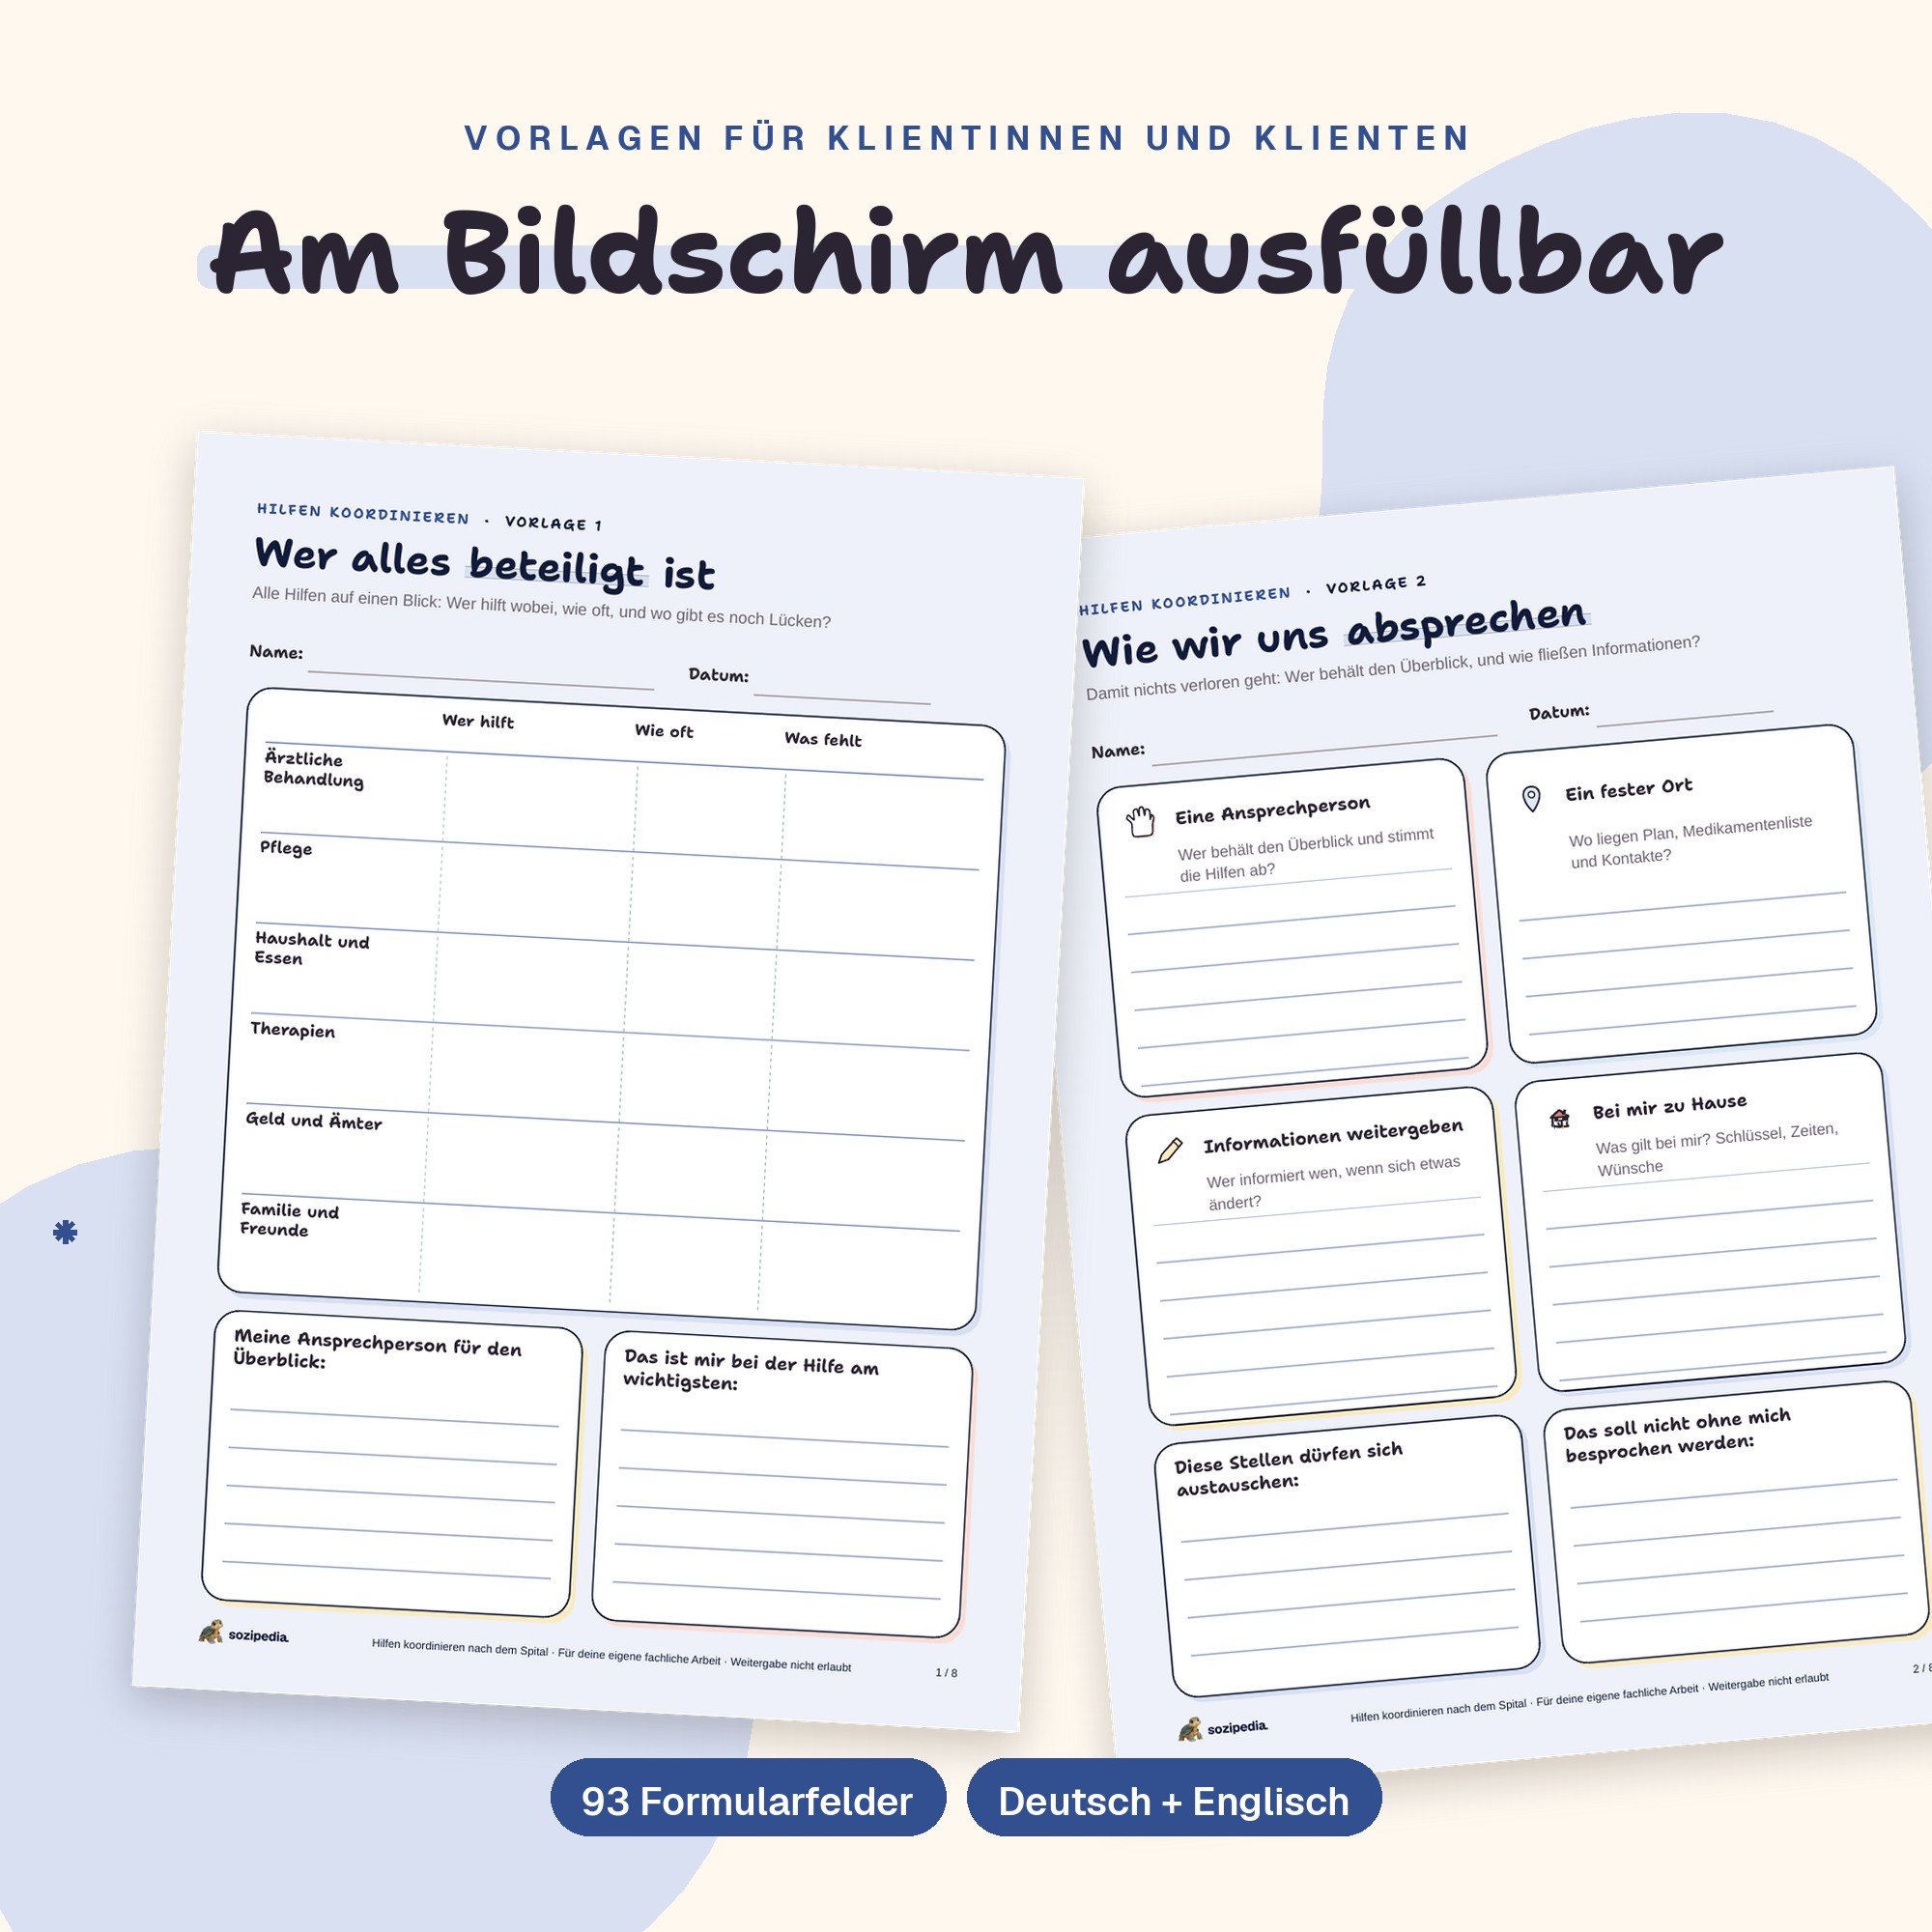 VORLAGEN FÜR KLIENTINNEN UND KLIENTEN
Am Bildschirm ausfüllbar
HILFEN KOORDINIEREN · VORLAGE 1
Wer alles beteiligt ist
Alle Hilfen auf einen Blick: Wer hilft wobei, wie oft, und wo gibt es noch Lücken?
Name:
Datum:
Wer hilft
Wie oft
Was fehlt
Ärztliche
Behandlung
Pflege
Haushalt und
Essen
Therapien
Geld und Ämter
Familie und
Freunde
Meine Ansprechperson für den
Überblick:
Das ist mir bei der Hilfe am
wichtigsten:
sozipedia.
Hilfen koordinieren nach dem Spital · Für deine eigene fachliche Arbeit · Weitergabe nicht erlaubt
1 / 8
HILFEN KOORDINIEREN · VORLAGE 2
Wie wir uns absprechen
Damit nichts verloren geht: Wer behält den Überblick, und wie fließen Informationen?
Name:
Datum:
Eine Ansprechperson
Wer behält den Überblick und stimmt
die Hilfen ab?
Ein fester Ort
Wo liegen Plan, Medikamentenliste
und Kontakte?
Informationen weitergeben
Wer informiert wen, wenn sich etwas
ändert?
Bei mir zu Hause
Was gilt bei mir? Schlüssel, Zeiten,
Wünsche
Diese Stellen dürfen sich
austauschen:
Das soll nicht ohne mich
besprochen werden:
sozipedia.
Hilfen koordinieren nach dem Spital · Für deine eigene fachliche Arbeit · Weitergabe nicht erlaubt
2 / 8
93 Formularfelder
Deutsch + Englisch